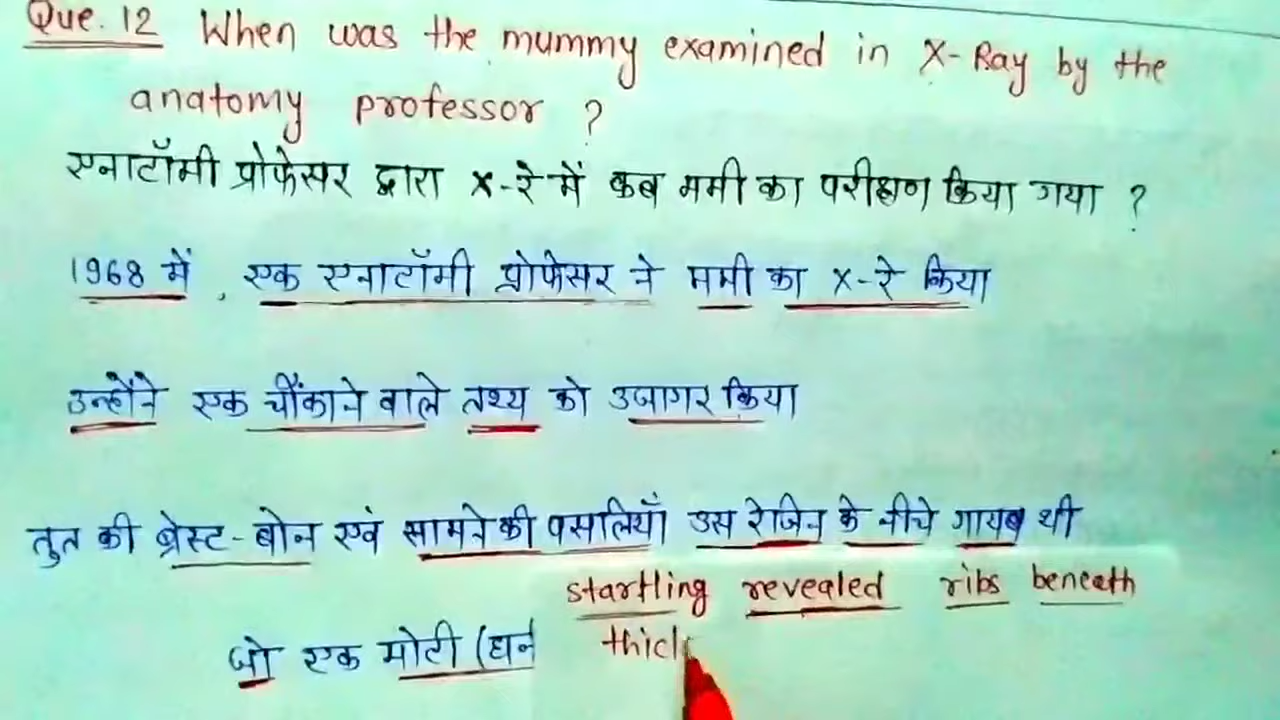 Que. 12 When was the mummy examined in X-Ray by the
anatomy professor ?
एनाटॉमी प्रोफेसर द्वारा X-रे में कब ममी का परीक्षण किया गया ?
1968 में , एक एनाटॉमी प्रोफेसर ने ममी का X-रे किया
उन्होंने एक चौंकाने वाले तथ्य को उजागर किया
तुत की ब्रेस्ट-बोन एवं सामने की पसलियाँ उस रेजिन के नीचे गायब थी
startling revealed ribs beneath
जो एक मोटी thick